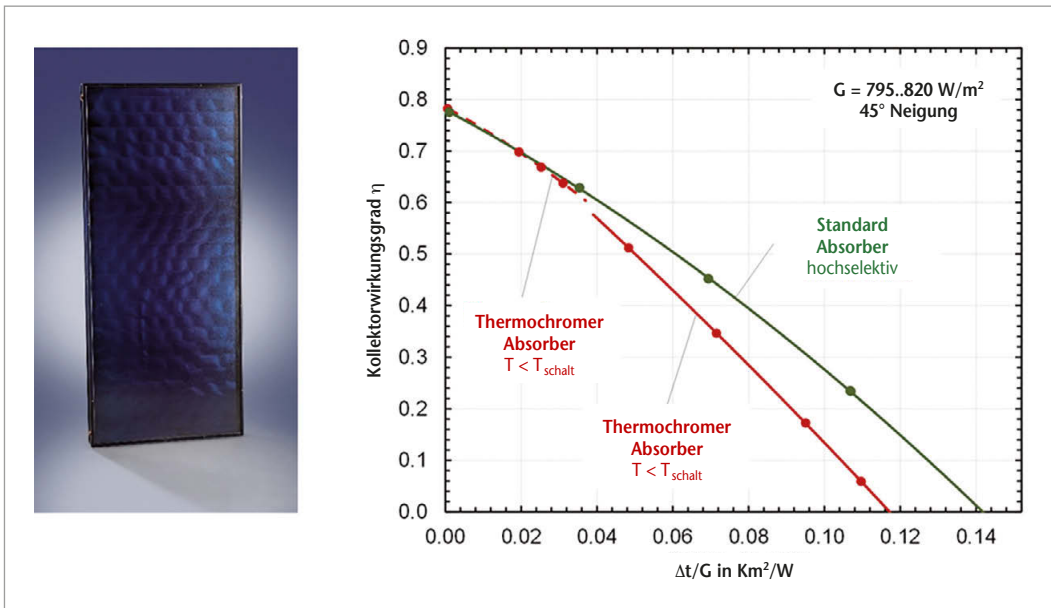 0.9
0.8
0.7
0.6
0.5
0.4
0.3
0.2
0.1
0.0
Kollektorwirkungsgrad η
G = 795..820 W/m²
45° Neigung
Standard
Absorber
hochselektiv
Thermochromer
Absorber
T < Tschalt
Thermochromer
Absorber
T < Tschalt
0.00 0.02 0.04 0.06 0.08 0.10 0.12 0.14
Δt/G in Km²/W